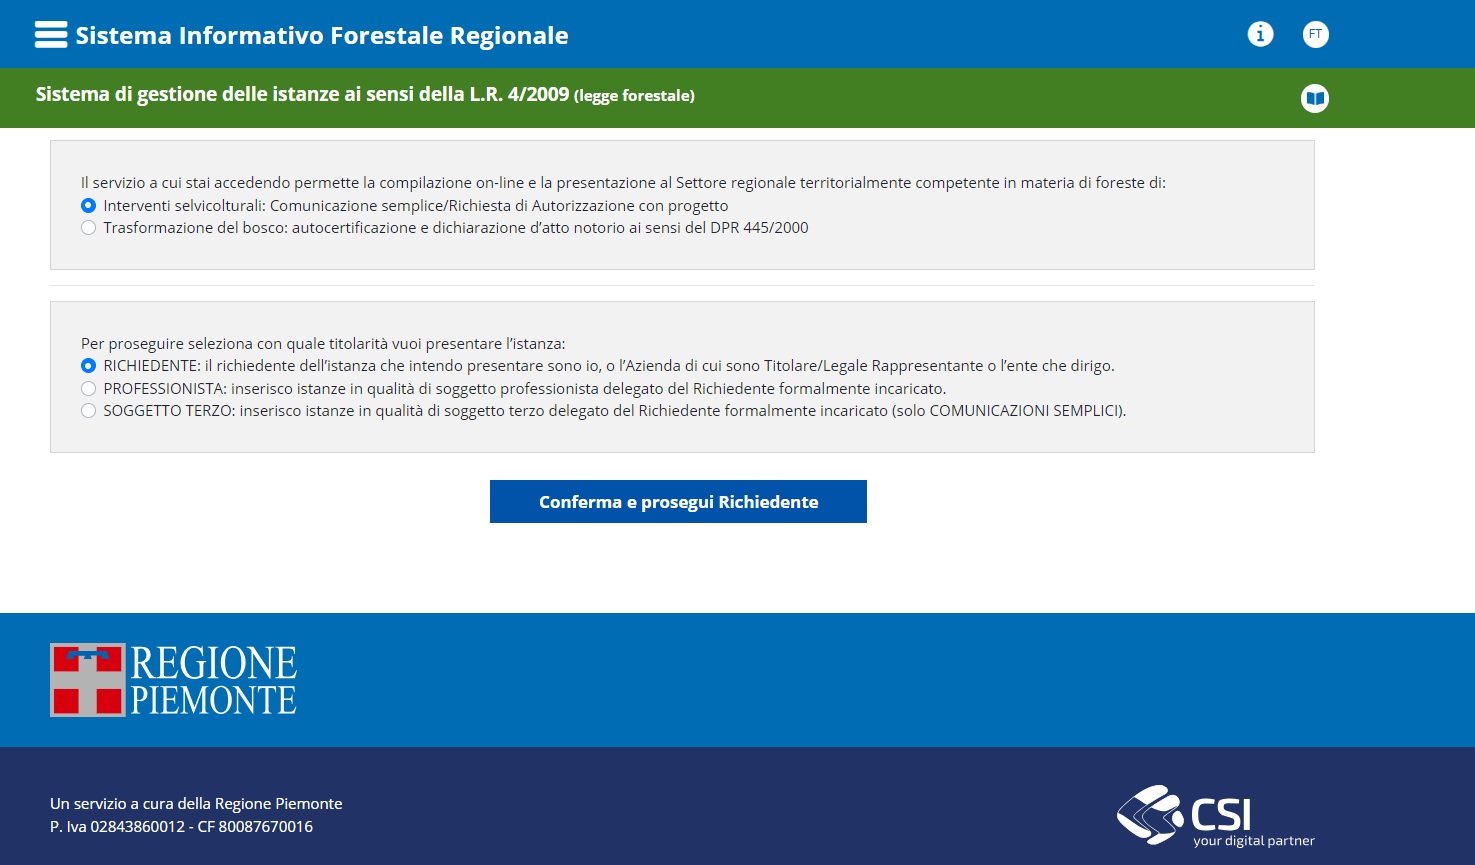 Sistema Informativo Forestale Regionale
i
FT
Sistema di gestione delle istanze ai sensi della L.R. 4/2009 (legge forestale)
Il servizio a cui stai accedendo permette la compilazione on-line e la presentazione al Settore regionale territorialmente competente in materia di foreste di:
Interventi selvicolturali: Comunicazione semplice/Richiesta di Autorizzazione con progetto
Trasformazione del bosco: autocertificazione e dichiarazione d’atto notorio ai sensi del DPR 445/2000
Per proseguire seleziona con quale titolarità vuoi presentare l’istanza:
RICHIEDENTE: il richiedente dell’istanza che intendo presentare sono io, o l’Azienda di cui sono Titolare/Legale Rappresentante o l’ente che dirigo.
PROFESSIONISTA: inserisco istanze in qualità di soggetto professionista delegato del Richiedente formalmente incaricato.
SOGGETTO TERZO: inserisco istanze in qualità di soggetto terzo delegato del Richiedente formalmente incaricato (solo COMUNICAZIONI SEMPLICI).
Conferma e prosegui Richiedente
REGIONE
PIEMONTE
Un servizio a cura della Regione Piemonte
P. Iva 02843860012 - CF 80087670016
CSI
your digital partner